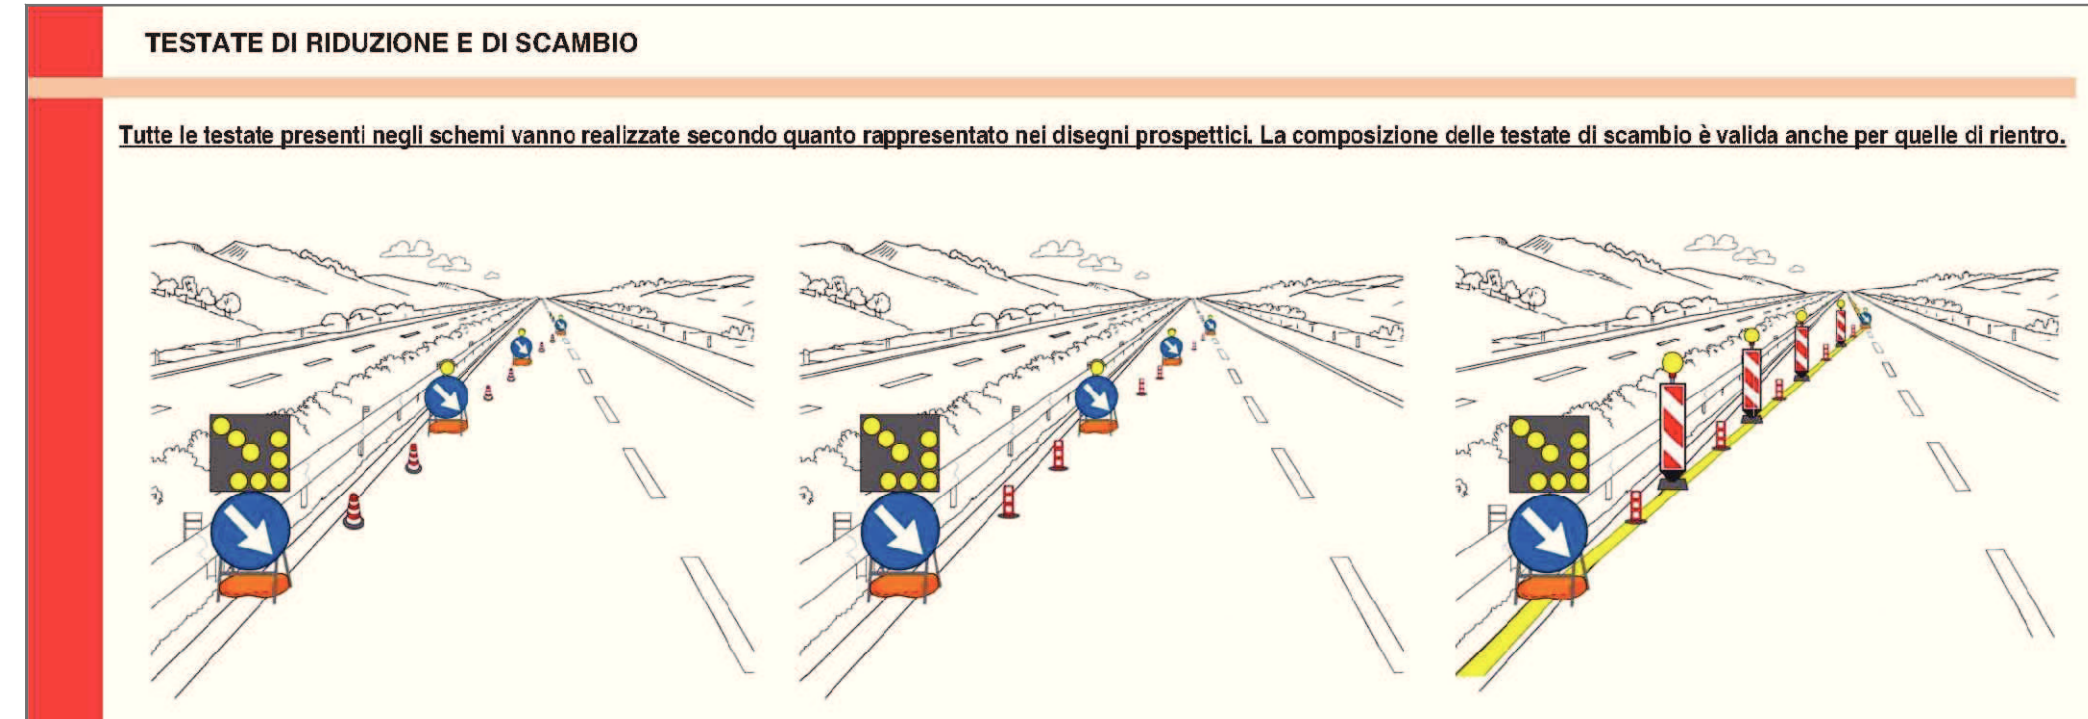 TESTATE DI RIDUZIONE E DI SCAMBIO
Tutte le testate presenti negli schemi vanno realizzate secondo quanto rappresentato nei disegni prospettici. La composizione delle testate di scambio è valida anche per quelle di rientro.